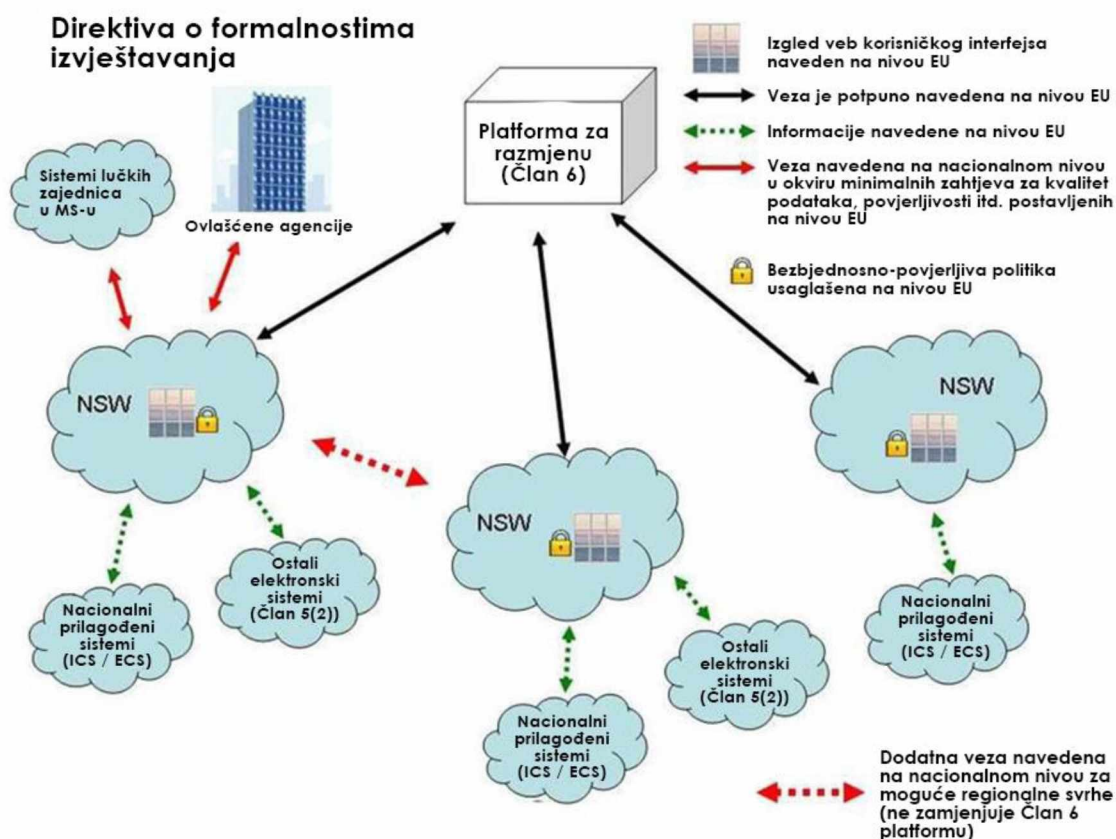 Direktiva o formalnostima
izvještavanja
Izgled veb korisničkog interfejsa
naveden na nivou EU
Veza je potpuno navedena na nivou EU
Informacije navedene na nivou EU
Veza navedena na nacionalnom nivou
u okviru minimalnih zahtjeva za kvalitet
podataka, povjerljivosti itd. postavljenih
na nivou EU
Bezbjednosno-povjerljiva politika
usaglašena na nivou EU
Platforma za
razmjenu
(Član 6)
Sistemi lučkih
zajednica
u MS-u
Ovlašćene agencije
NSW
NSW
NSW
Nacionalni
prilagođeni
sistemi
(ICS / ECS)
Ostali
elektronski
sistemi
(Član 5(2))
Nacionalni
prilagođeni
sistemi
(ICS / ECS)
Ostali
elektronski
sistemi
(Član 5(2))
Nacionalni
prilagođeni
sistemi
(ICS / ECS)
Dodatna veza navedena
na nacionalnom nivou za
moguće regionalne svrhe
(ne zamjenjuje Član 6
platformu)